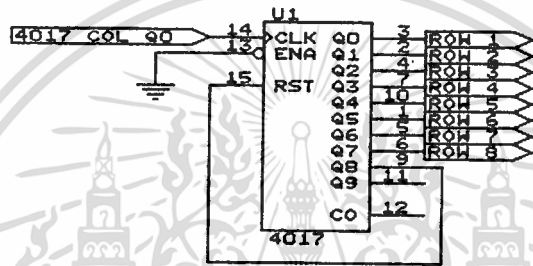 U1
4017 COL Q0 14 CLK Q0 3 ROW 1
13 ENA Q1 2 ROW 2
Q2 4 ROW 3
15 RST Q3 7 ROW 4
Q4 10 ROW 5
Q5 1 ROW 6
Q6 5 ROW 7
Q7 6 ROW 8
Q8 9
Q9 11
CO 12
4017